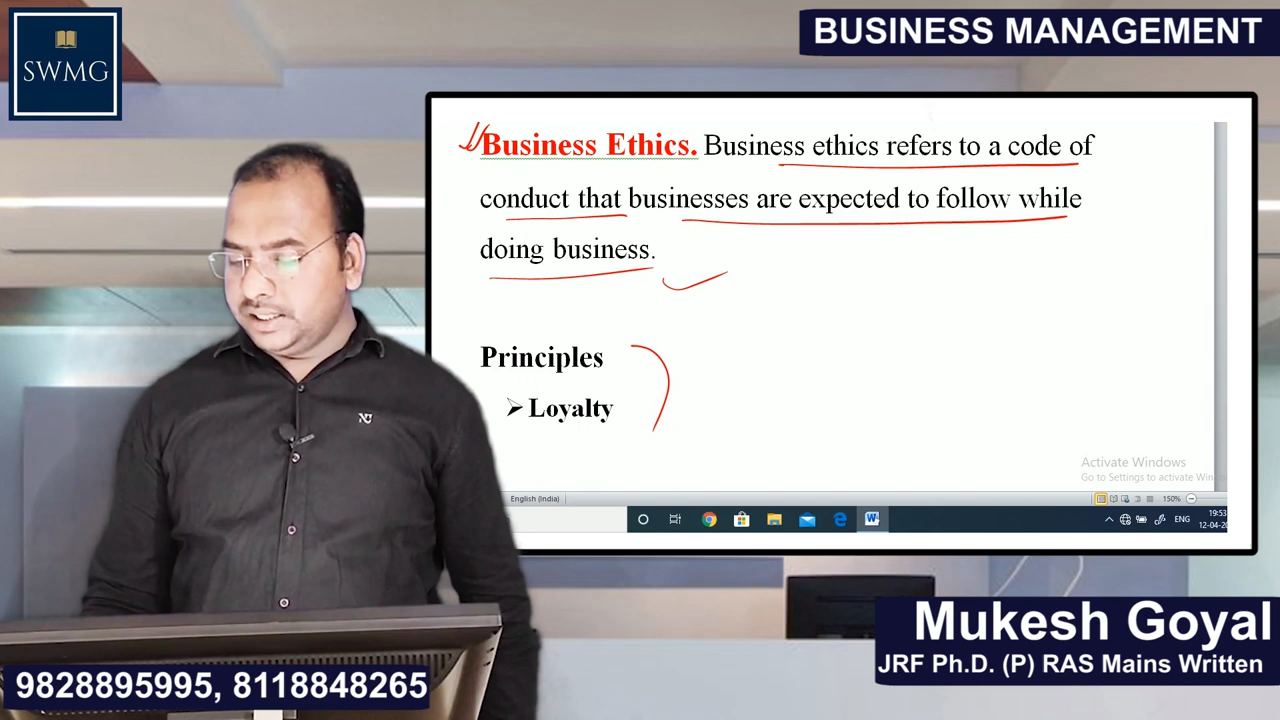 SWMG
BUSINESS MANAGEMENT
Business Ethics. Business ethics refers to a code of
conduct that businesses are expected to follow while
doing business.
Principles
➢ Loyalty
Activate Windows
Go to Settings to activate
English (India)
150%
ENG
19:53
12-04-20
Mukesh Goyal
JRF Ph.D. (P) RAS Mains Written
9828895995, 8118848265